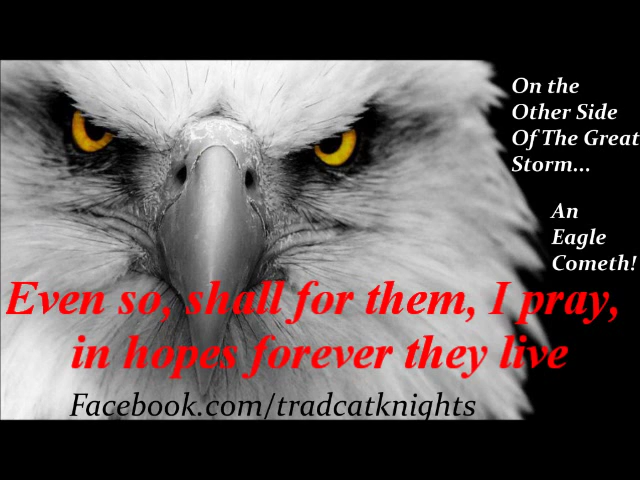 On the
Other Side
Of The Great
Storm...
An
Eagle
Cometh!
Even so, shall for them, I pray,
in hopes forever they live
Facebook.com/tradcatknights